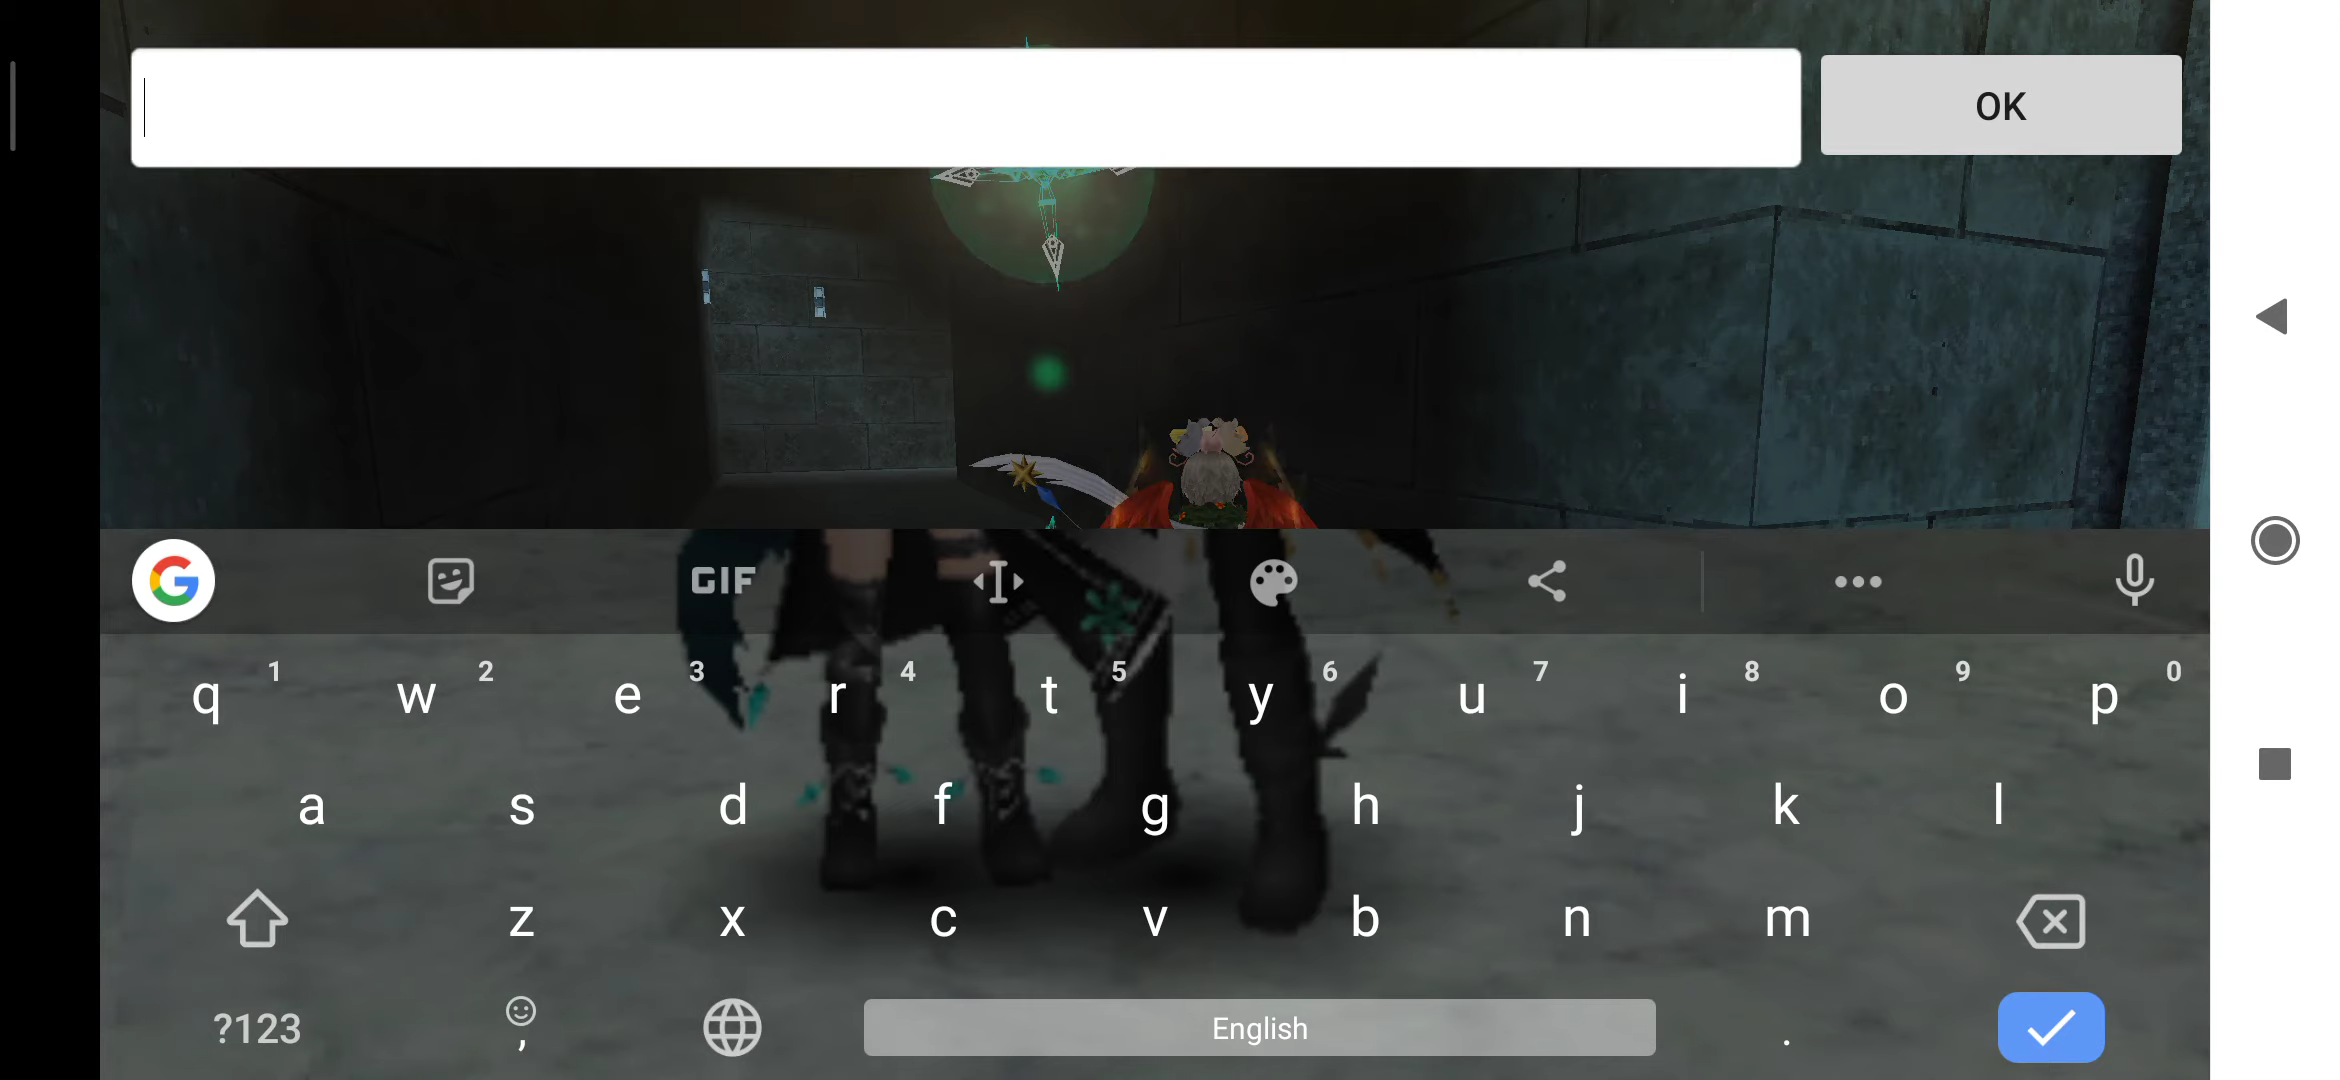 OK
GIF
1 2 3 4 5 6 7 8 9 0
q w e r t y u i o p
a s d f g h j k l
z x c v b n m
?123 , English .